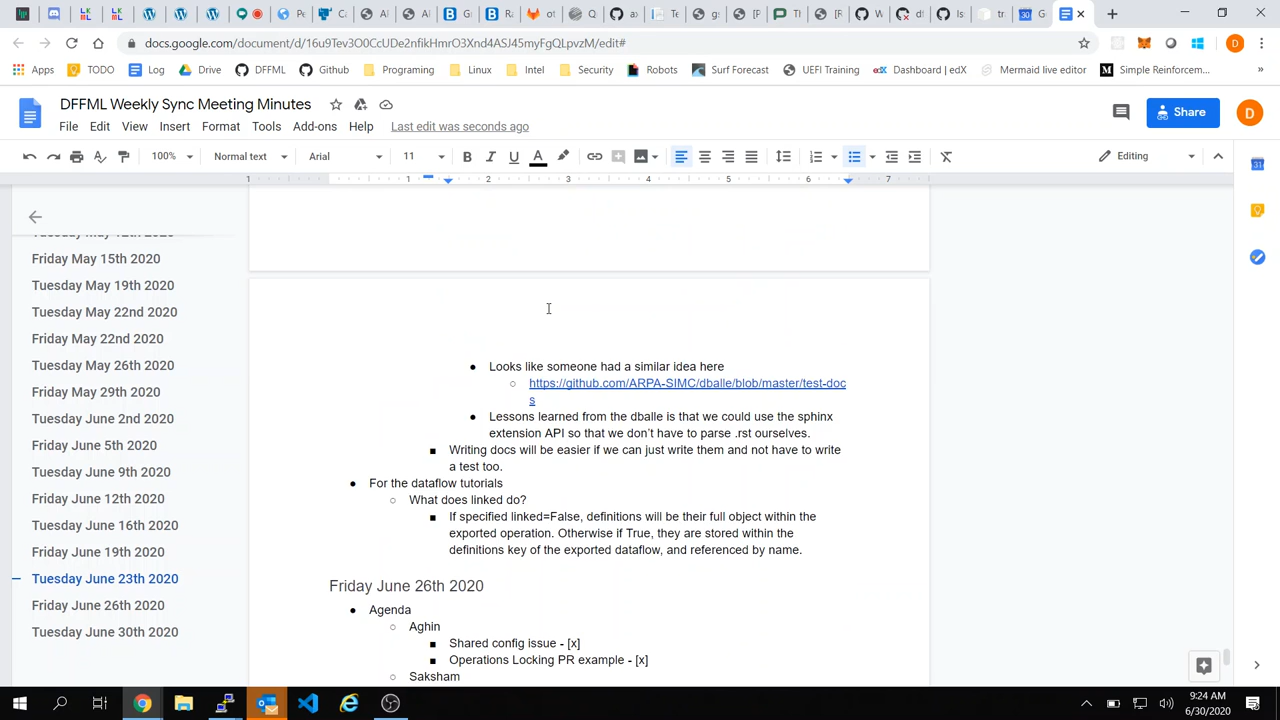 G
docs.google.com/document/d/16u9Tev3O0CcUDe2nfikHmrO3Xnd4ASJ45myFgQLpvzM/edit#
D
Apps
TODO
Log
Drive
DFFML
Github
Programing
Linux
Intel
Security
Robots
Surf Forecast
UEFI Training
Dashboard | edX
Mermaid live editor
Simple Reinforcem...
»
DFFML Weekly Sync Meeting Minutes
File Edit View Insert Format Tools Add-ons Help Last edit was seconds ago
Share
D
100% Normal text Arial 11 B I U A Editing
1 1 2 3 4 5 6 7
Tuesday May 12th 2020
Friday May 15th 2020
Tuesday May 19th 2020
Tuesday May 22nd 2020
Friday May 22nd 2020
Tuesday May 26th 2020
Friday May 29th 2020
Tuesday June 2nd 2020
Friday June 5th 2020
Tuesday June 9th 2020
Friday June 12th 2020
Tuesday June 16th 2020
Friday June 19th 2020
Tuesday June 23th 2020
Friday June 26th 2020
Tuesday June 30th 2020
Looks like someone had a similar idea here
https://github.com/ARPA-SIMC/dballe/blob/master/test-doc
s
Lessons learned from the dballe is that we could use the sphinx
extension API so that we don't have to parse .rst ourselves.
Writing docs will be easier if we can just write them and not have to write
a test too.
For the dataflow tutorials
What does linked do?
If specified linked=False, definitions will be their full object within the
exported operation. Otherwise if True, they are stored within the
definitions key of the exported dataflow, and referenced by name.
Friday June 26th 2020
Agenda
Aghin
Shared config issue - [x]
Operations Locking PR example - [x]
Saksham
9:24 AM
6/30/2020